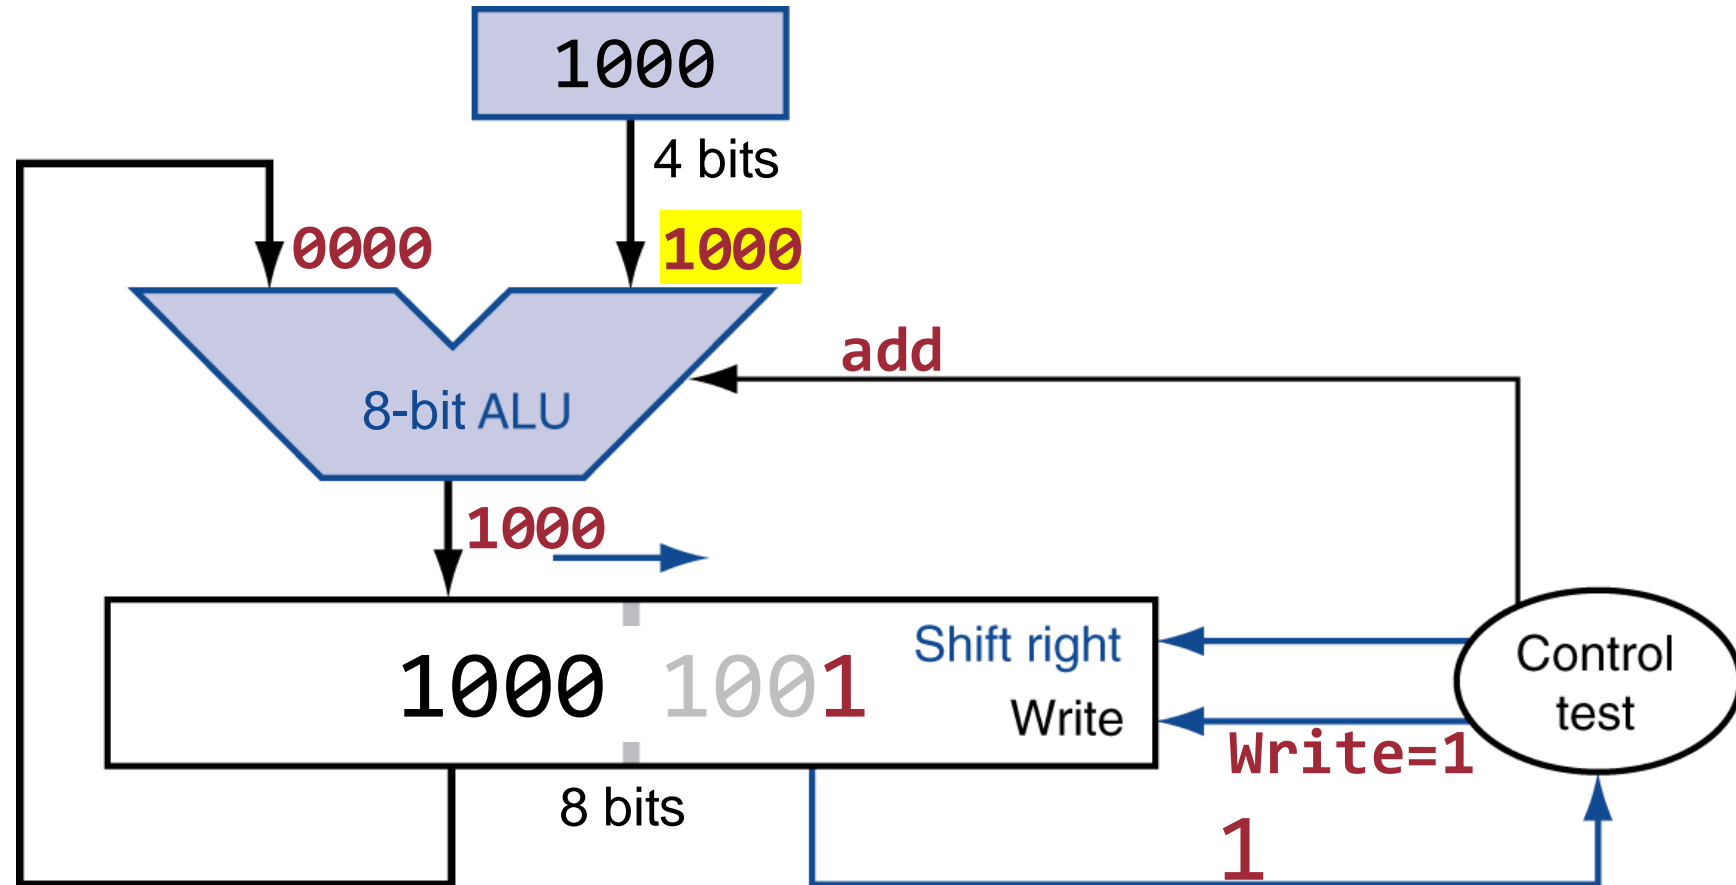 1000
4 bits
0000
1000
add
8-bit ALU
1000
1000 1001
Shift right
Write
Control
test
Write=1
8 bits
1